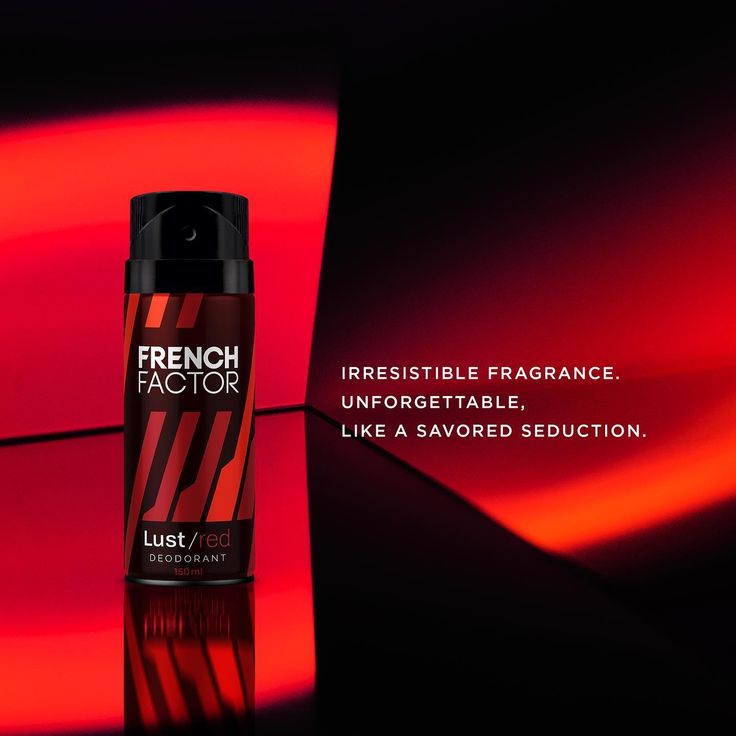 FRENCH
FACTOR
Lust/red
DEODORANT
150 ml
IRRESISTIBLE FRAGRANCE.
UNFORGETTABLE,
LIKE A SAVORED SEDUCTION.